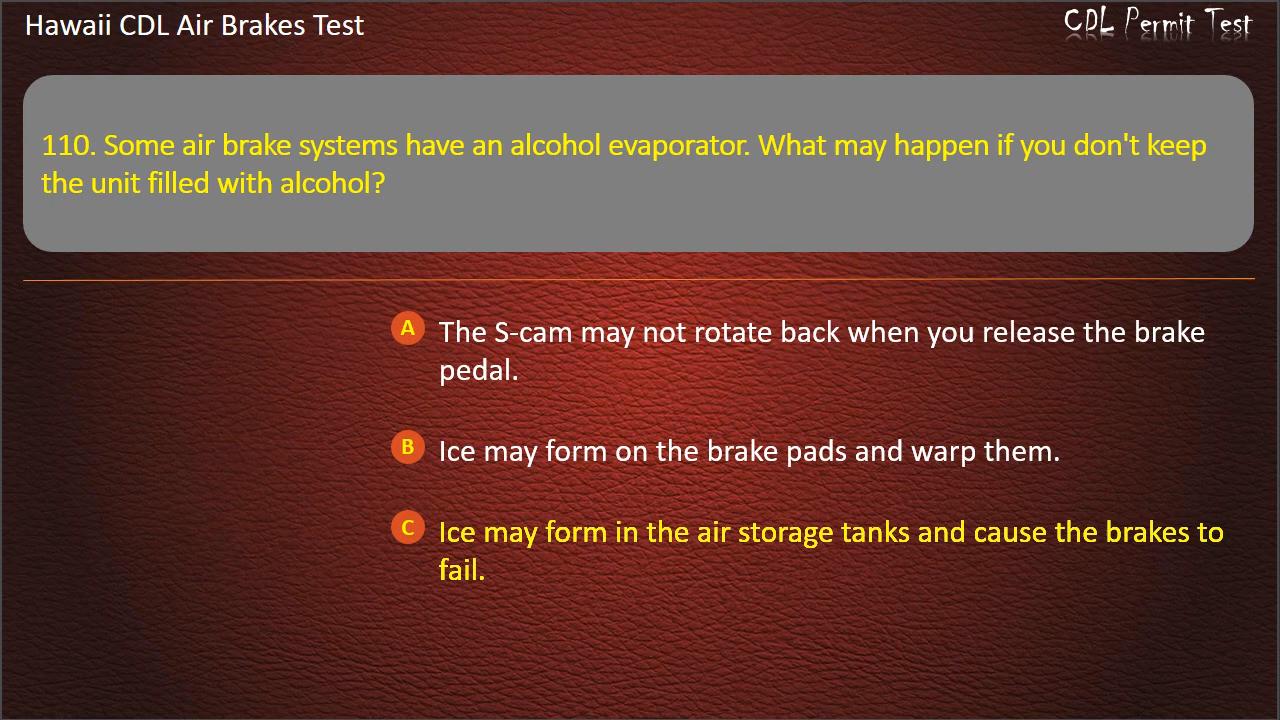 Hawaii CDL Air Brakes Test
CDL Permit Test
110. Some air brake systems have an alcohol evaporator. What may happen if you don't keep
the unit filled with alcohol?
A The S-cam may not rotate back when you release the brake
pedal.
B Ice may form on the brake pads and warp them.
C Ice may form in the air storage tanks and cause the brakes to
fail.